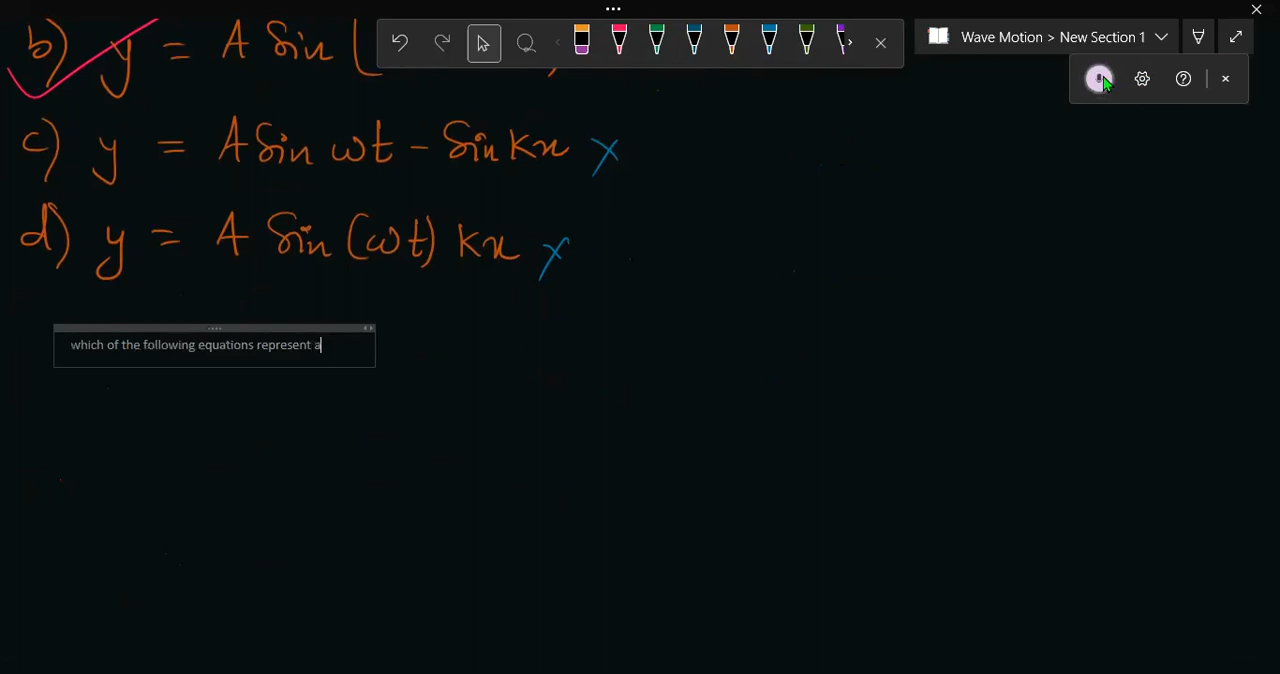 Wave Motion > New Section 1
b) y = A Sin (
c) y = A Sin ωt - Sin kx ×
d) y = A Sin (ωt) kx ×
which of the following equations represent a